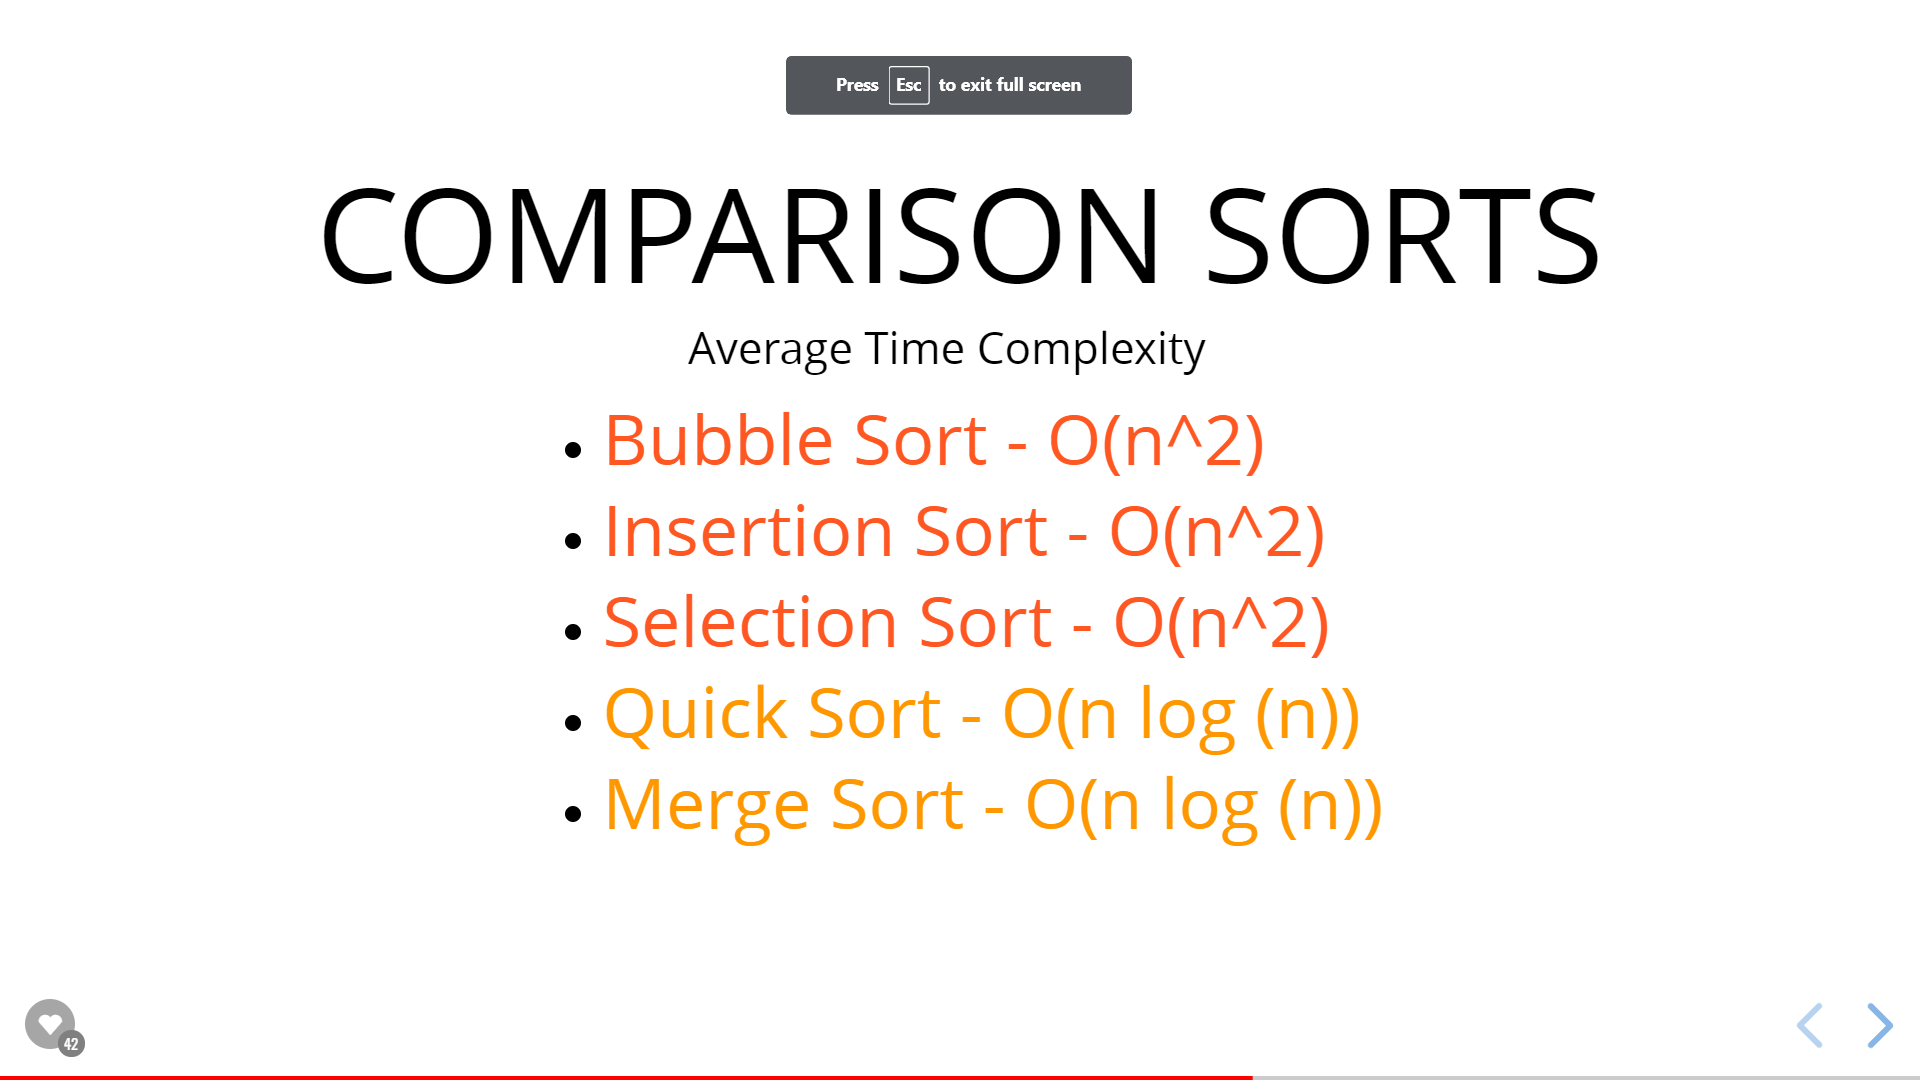 Press Esc to exit full screen
COMPARISON SORTS
Average Time Complexity
• Bubble Sort - O(n^2)
• Insertion Sort - O(n^2)
• Selection Sort - O(n^2)
• Quick Sort - O(n log (n))
• Merge Sort - O(n log (n))
42